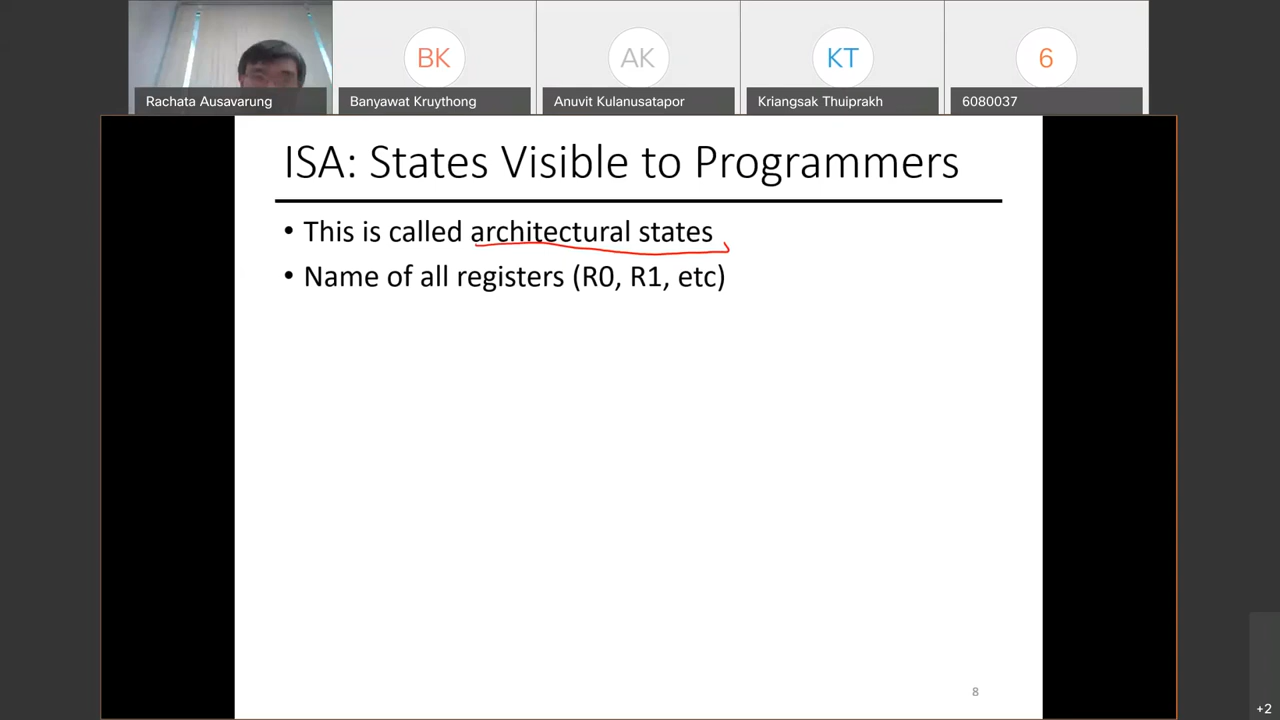 BK
AK
KT
6
Rachata Ausavarung
Banyawat Kruythong
Anuvit Kulanusatapor
Kriangsak Thuiprakh
6080037
ISA: States Visible to Programmers
• This is called architectural states
• Name of all registers (R0, R1, etc)
8
+2